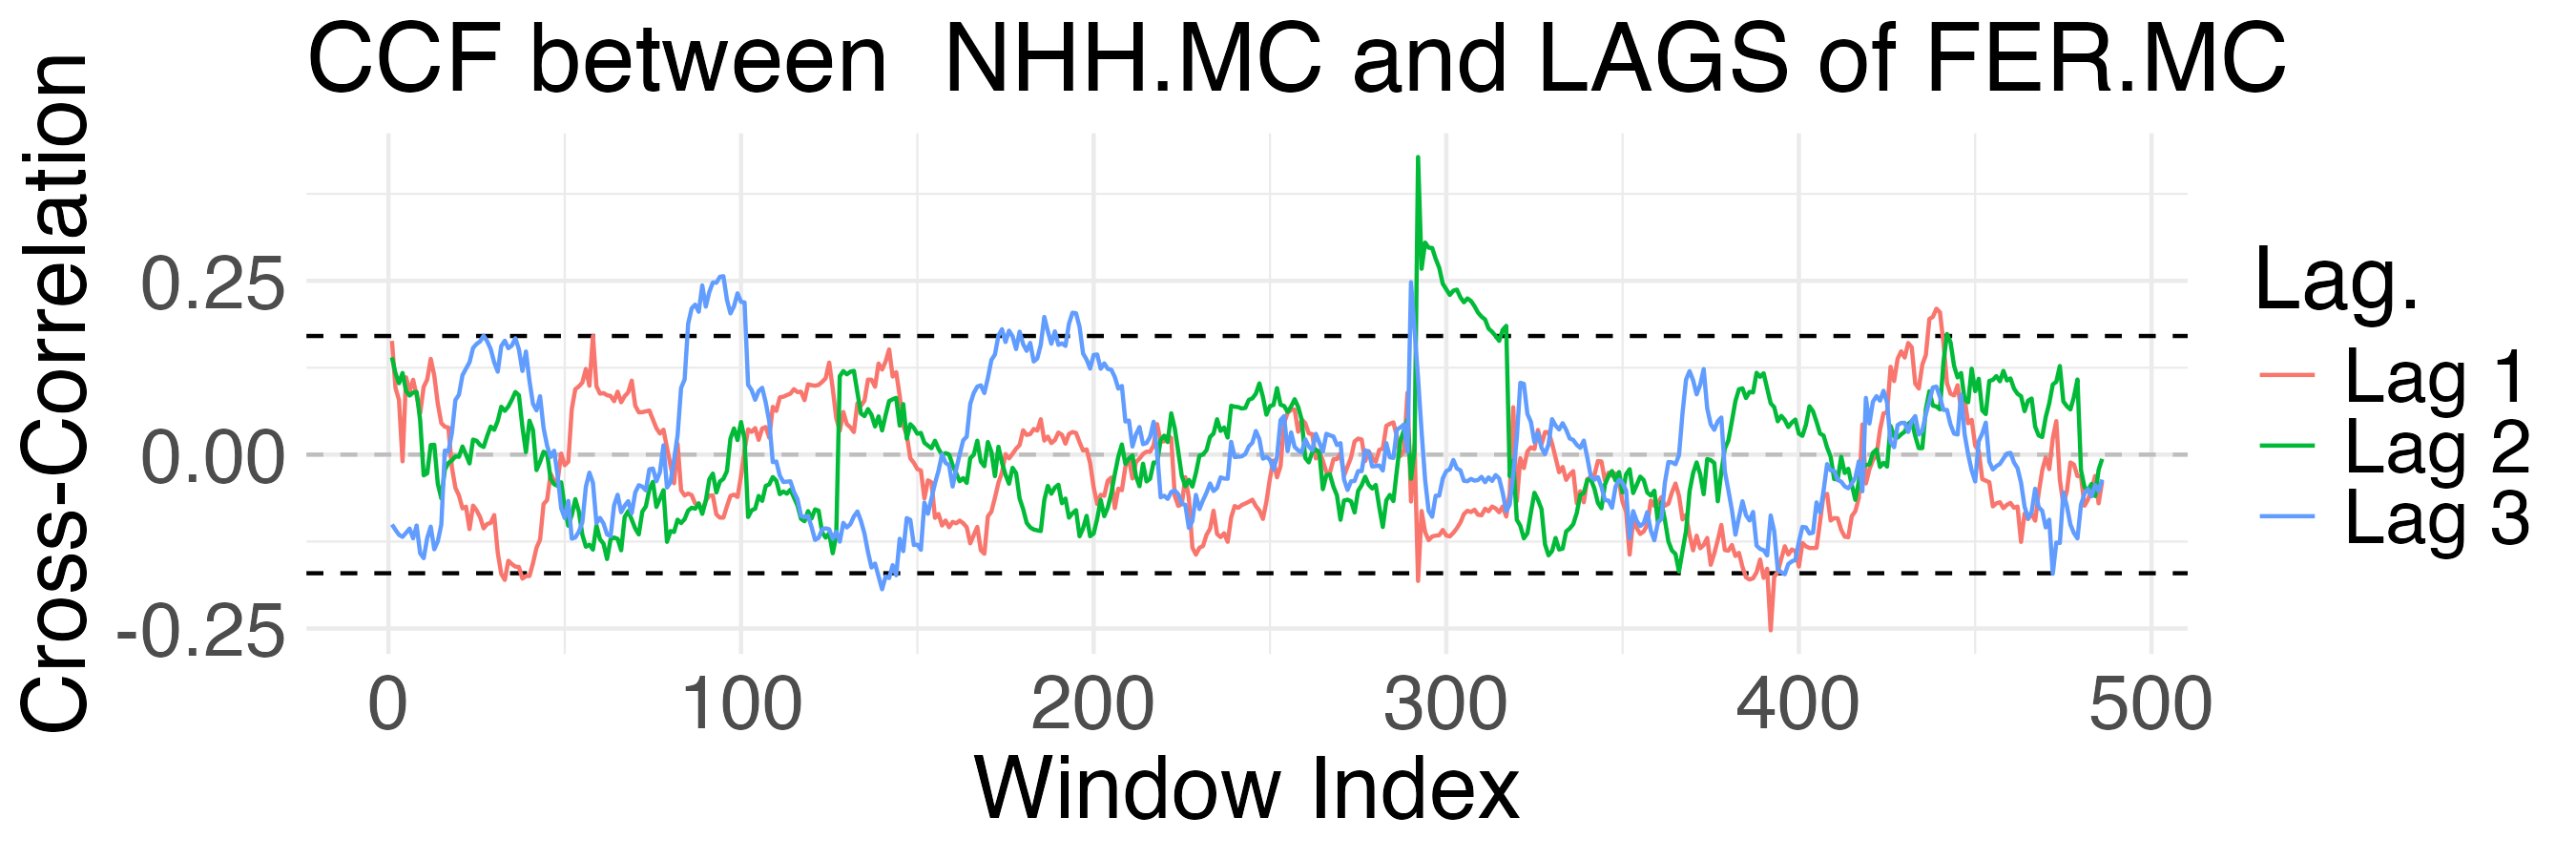 CCF between  NHH.MC and LAGS of FER.MC
Cross-Correlation
0.25
0.00
-0.25
0 100 200 300 400 500
Window Index
Lag.
Lag 1
Lag 2
Lag 3